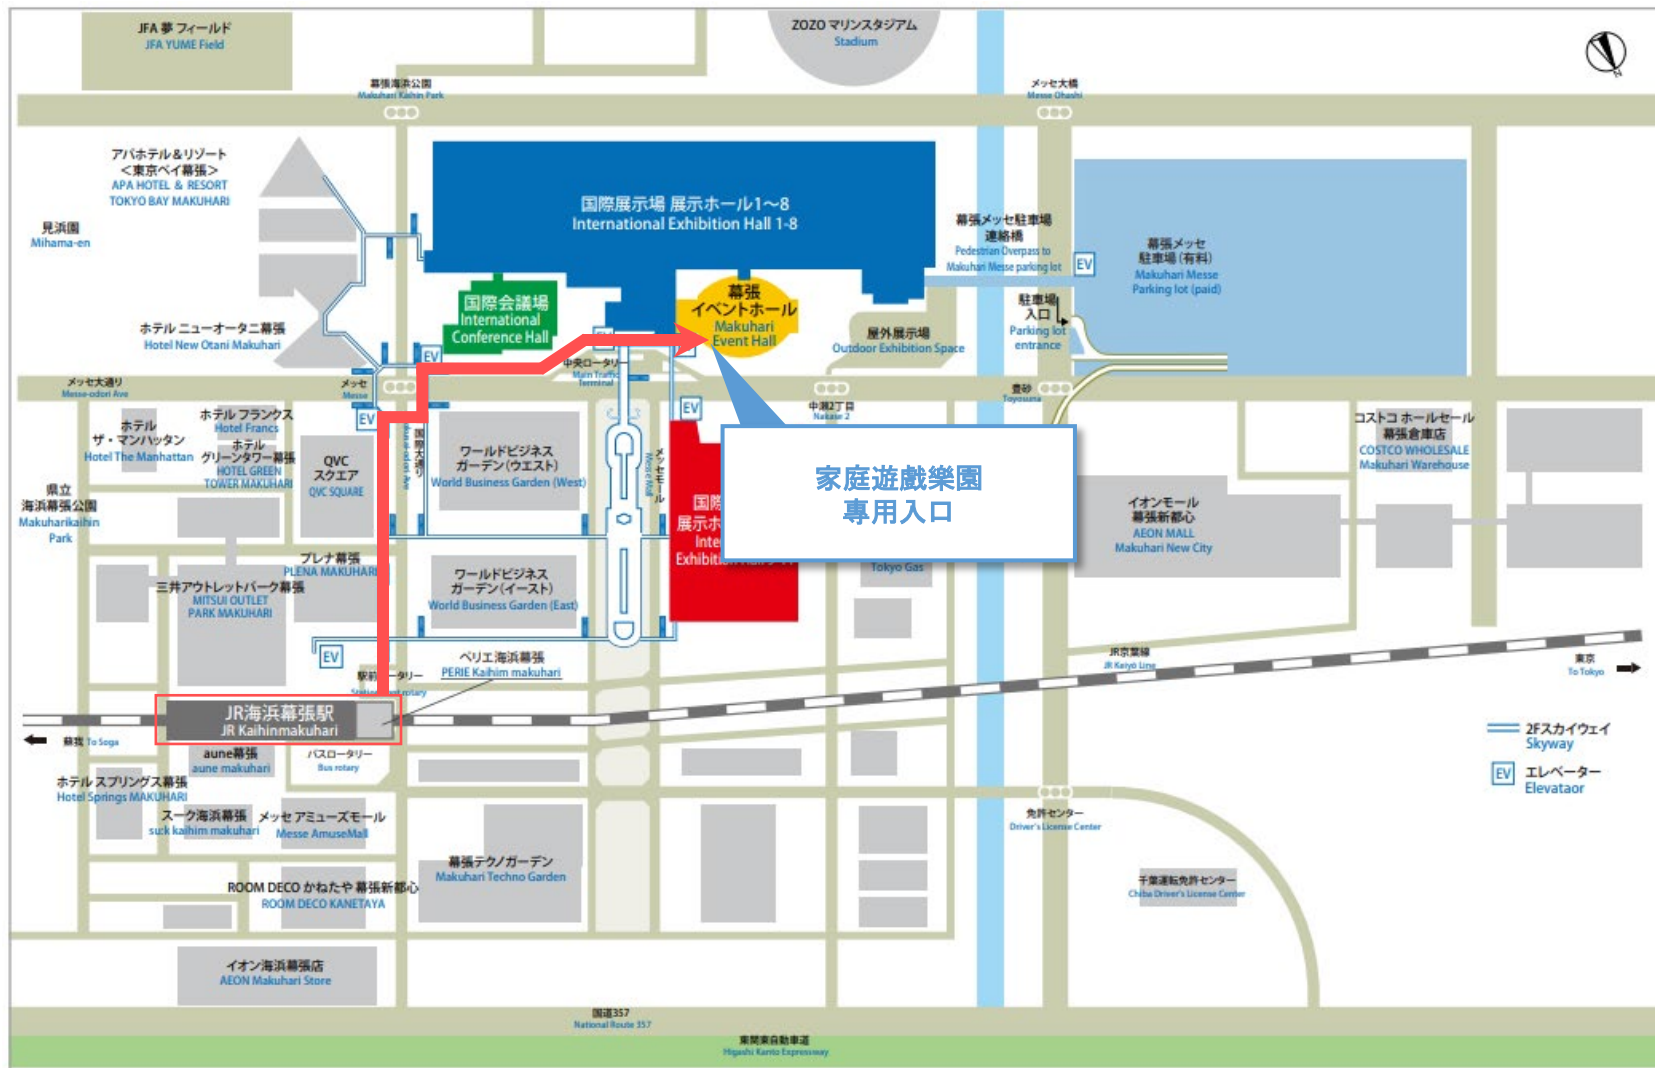 JFA 夢 フィールド
JFA YUME Field
ZOZO マリンスタジアム
Stadium
N
幕張海浜公園
Makuhari Kaihin Park
メッセ大橋
Messe Ohashi
アパホテル&リゾート
<東京ベイ幕張>
APA HOTEL & RESORT
TOKYO BAY MAKUHARI
国際展示場 展示ホール1〜8
International Exhibition Hall 1-8
見浜園
Mihama-en
幕張メッセ駐車場
連絡橋
Pedestrian Overpass to
Makuhari Messe parking lot
EV
幕張メッセ
駐車場(有料)
Makuhari Messe
Parking lot (paid)
国際会議場
International
Conference Hall
幕張
イベントホール
Makuhari
Event Hall
駐車場
入口
Parking lot
entrance
ホテル ニューオータニ幕張
Hotel New Otani Makuhari
屋外展示場
Outdoor Exhibition Space
EV
中央ロータリー
Main Traffic
Terminal
メッセ大通り
Messe-odori Ave
メッセ
Messe
中瀬2丁目
Nakase 2
豊砂
Toyosuna
EV
EV
ホテル
ザ・マンハッタン
Hotel The Manhattan
ホテル フランクス
Hotel Francs
ホテル
グリーンタワー幕張
HOTEL GREEN
TOWER MAKUHARI
QVC
スクエア
QVC SQUARE
国際大通り
ワールドビジネス
ガーデン(ウエスト)
World Business Garden (West)
メッセモール
Messe Mall
家庭遊戲樂園
專用入口
コストコ ホールセール
幕張倉庫店
COSTCO WHOLESALE
Makuhari Warehouse
県立
海浜幕張公園
Makuharikaihin
Park
国際
展示ホ
Inte
Exhibition
イオンモール
幕張新都心
AEON MALL
Makuhari New City
プレナ幕張
PLENA MAKUHARI
三井アウトレットパーク幕張
MITSUI OUTLET
PARK MAKUHARI
ワールドビジネス
ガーデン(イースト)
World Business Garden (East)
Tokyo Gas
EV
ペリエ海浜幕張
PERIE Kaihim makuhari
JR京葉線
JR Keiyo Line
東京
To Tokyo
JR海浜幕張駅
JR Kaihinmakuhari
蘇我 To Soga
aune幕張
aune makuhari
バスロータリー
Bus rotary
2Fスカイウェイ
Skyway
EV
エレベーター
Elevataor
ホテル スプリングス幕張
Hotel Springs MAKUHARI
スーク海浜幕張
su:k kaihim makuhari
メッセ アミューズモール
Messe AmuseMall
免許センター
Driver's License Center
幕張テクノガーデン
Makuhari Techno Garden
ROOM DECO かねたや 幕張新都心
ROOM DECO KANETAYA
千葉運転免許センター
Chiba Driver's License Center
イオン海浜幕張店
AEON Makuhari Store
国道357
National Route 357
東関東自動車道
Higashi Kanto Expressway